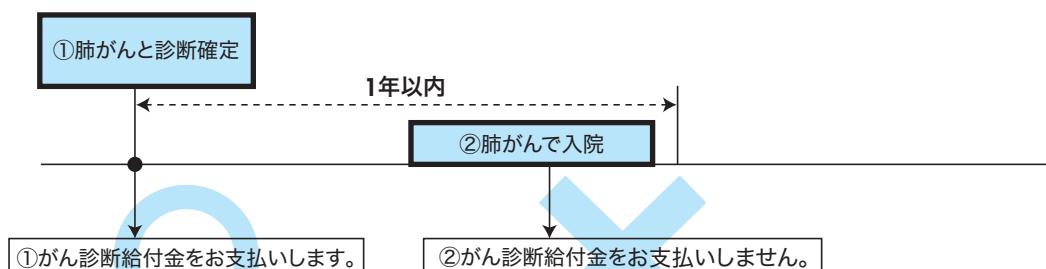 ①肺がんと診断確定
1年以内
②肺がんで入院
①がん診断給付金をお支払いします。
②がん診断給付金をお支払いしません。